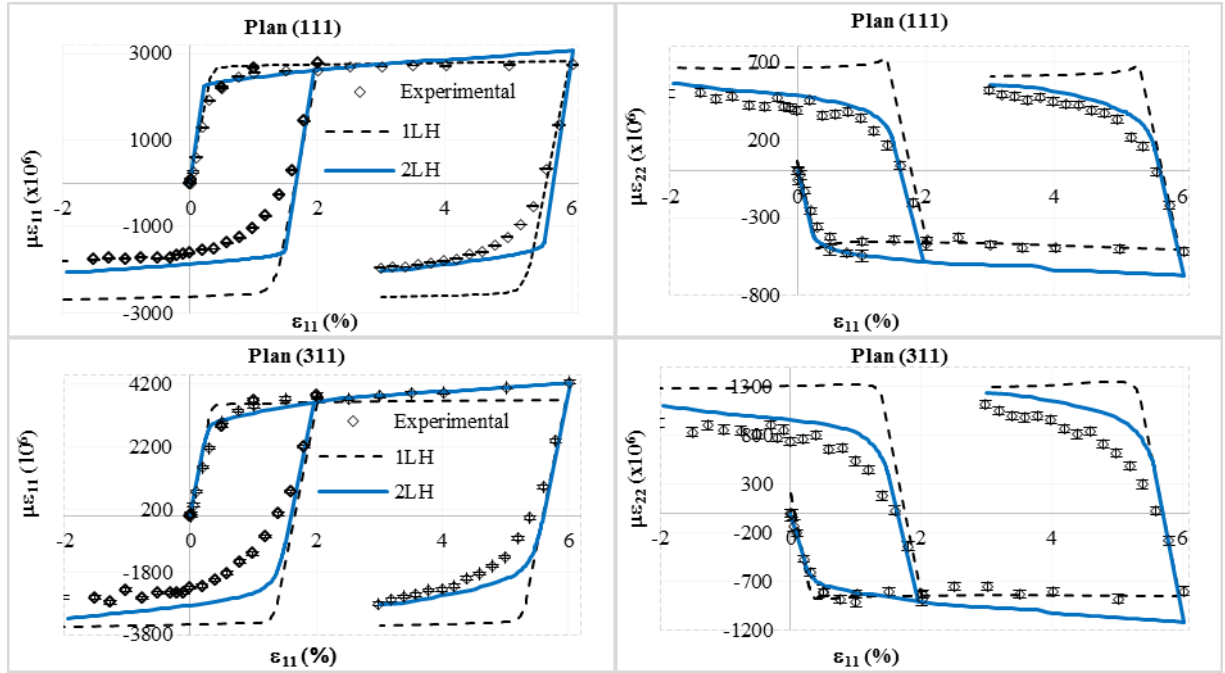 Plan (111)
με₁₁ (x10⁶)
3000
1000
-1000
-3000
-2
0
2
4
6
Experimental
1LH
2LH
ε₁₁ (%)
Plan (111)
με₂₂ (x10⁶)
700
200
-300
-800
-2
0
2
4
6
ε₁₁ (%)
Plan (311)
με₁₁ (10⁶)
4200
2200
200
-1800
-3800
-2
0
2
4
6
Experimental
1LH
2LH
ε₁₁ (%)
Plan (311)
με₂₂ (x10⁶)
1300
800
300
-200
-700
-1200
-2
0
2
4
6
ε₁₁ (%)